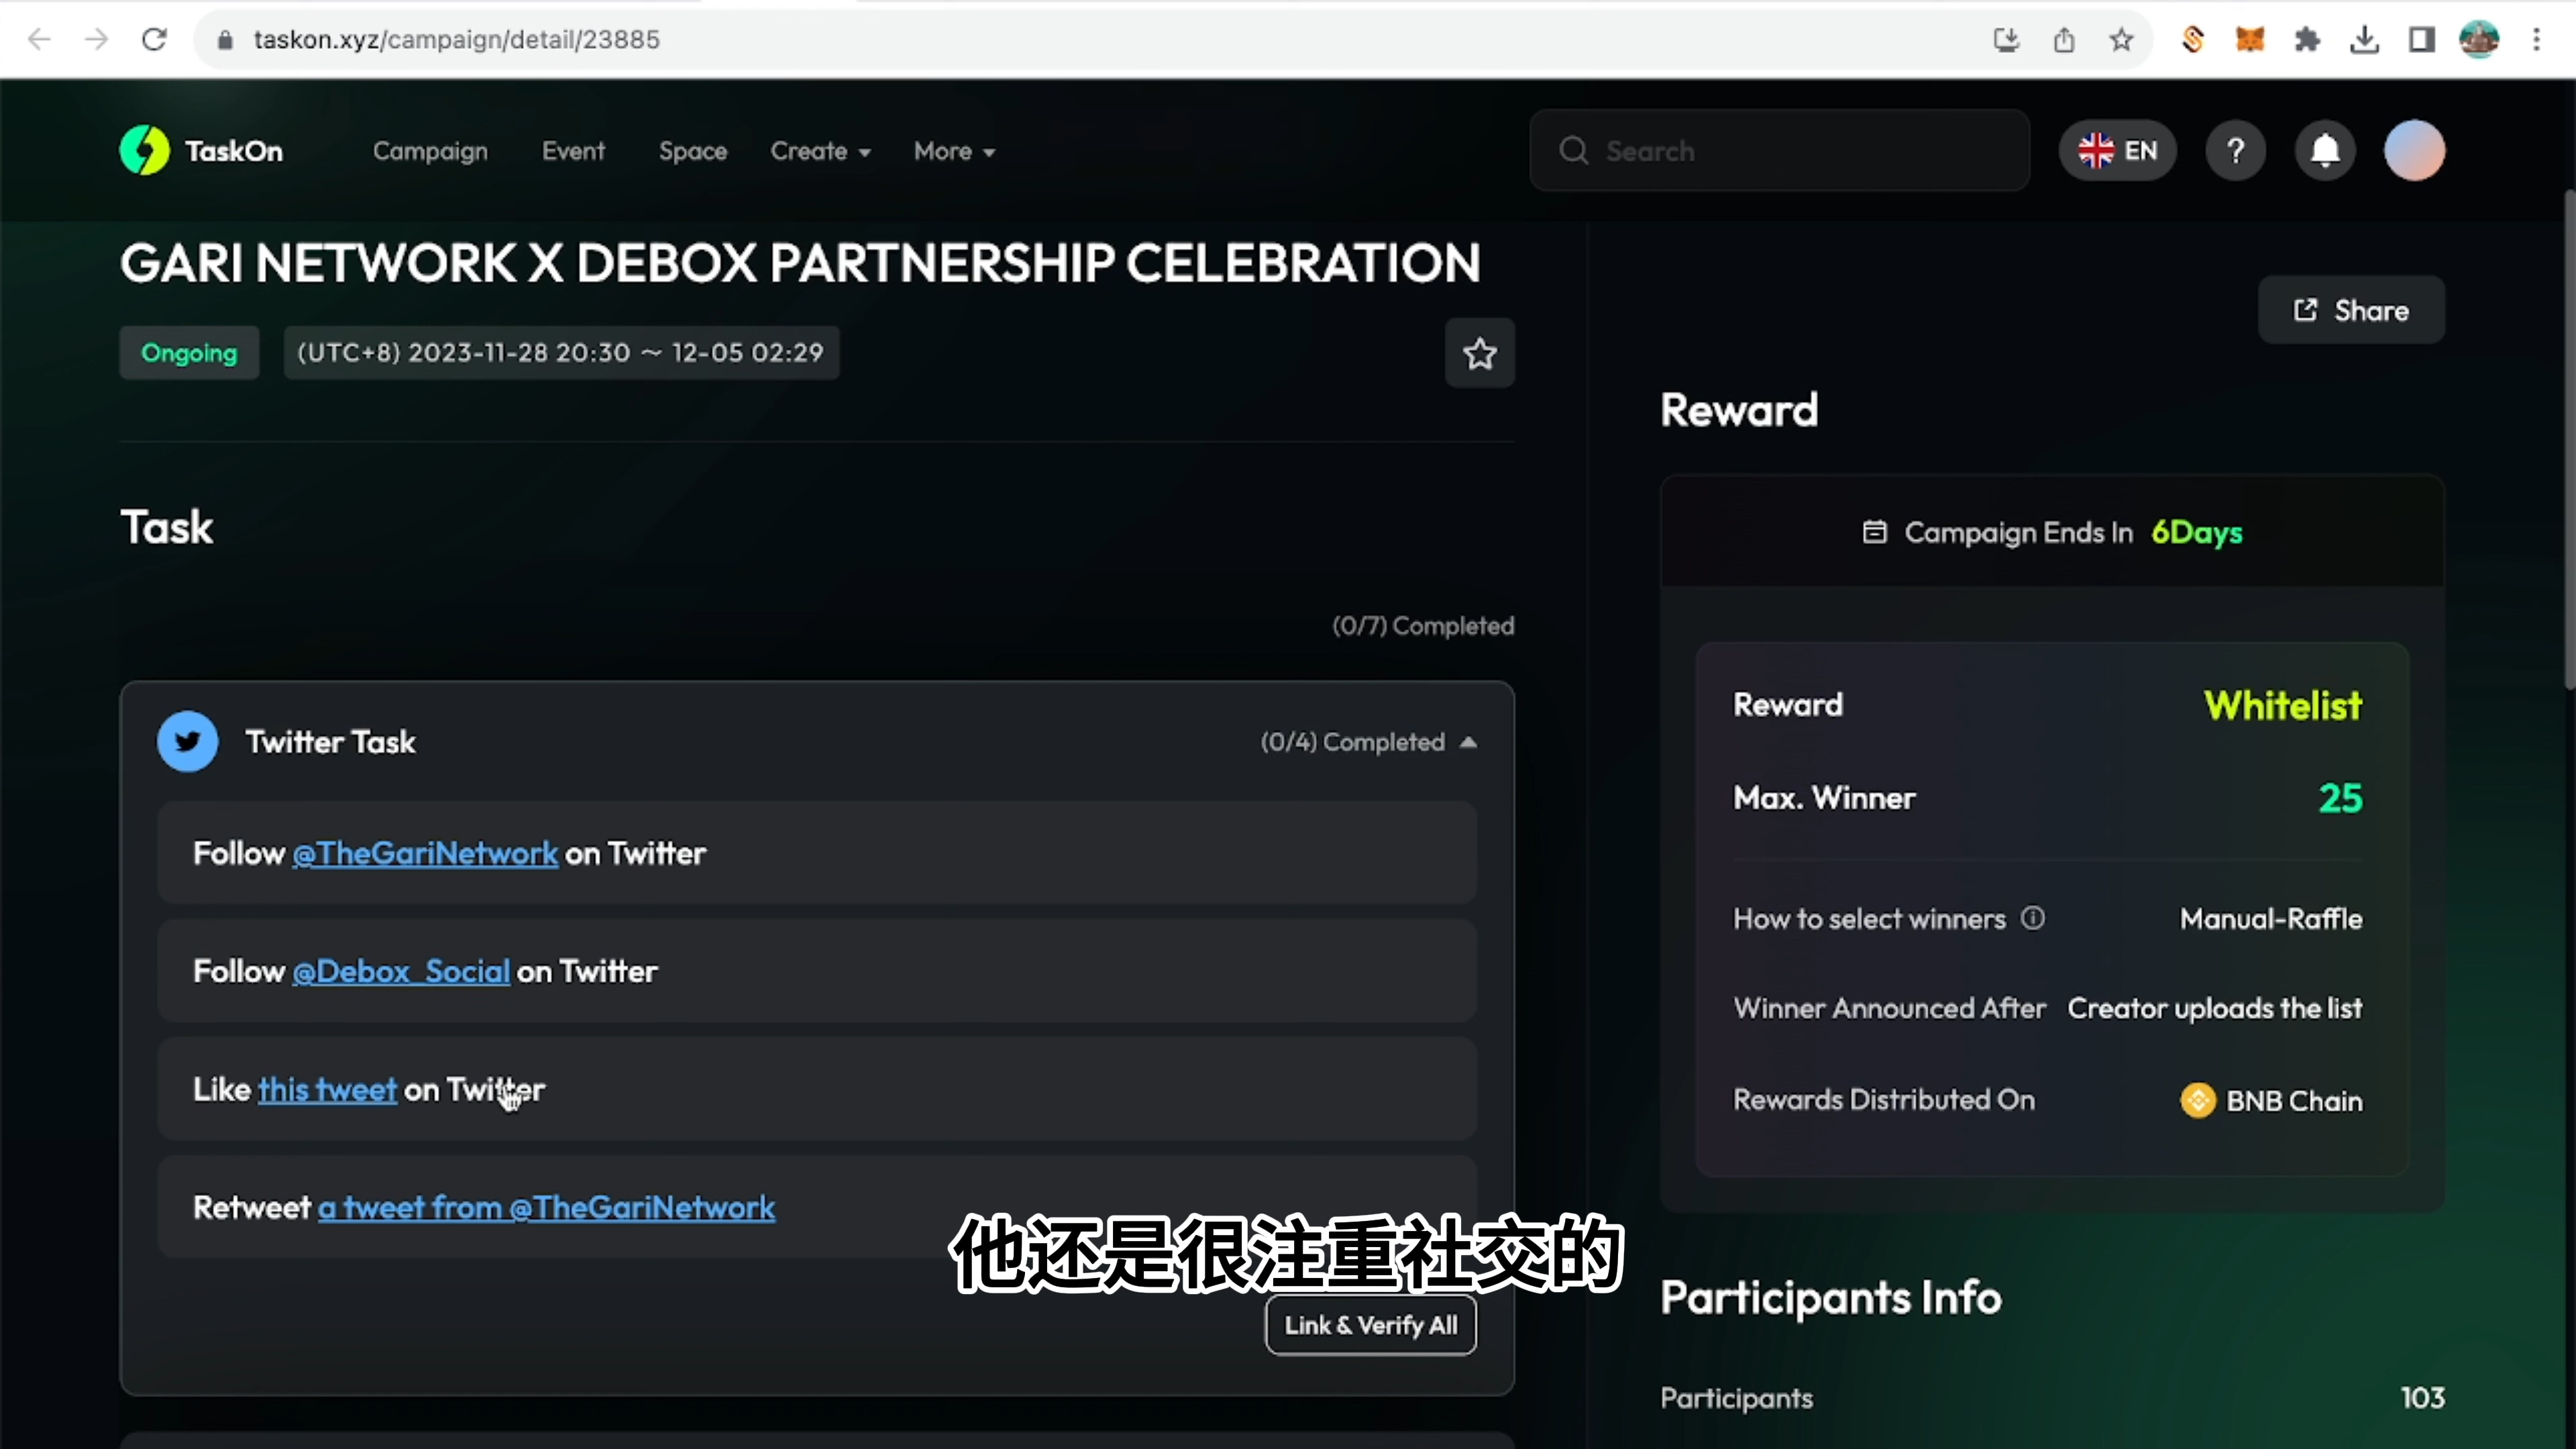 taskon.xyz/campaign/detail/23885
TaskOn
Campaign
Event
Space
Create
More
Search
EN
?
GARI NETWORK X DEBOX PARTNERSHIP CELEBRATION
Ongoing
(UTC+8) 2023-11-28 20:30 ~ 12-05 02:29
Share
Task
(0/7) Completed
Twitter Task
(0/4) Completed
Follow @TheGariNetwork on Twitter
Follow @Debox_Social on Twitter
Like this tweet on Twitter
Retweet a tweet from @TheGariNetwork
他还是很注重社交的
Link & Verify All
Reward
Campaign Ends In 6Days
Reward Whitelist
Max. Winner 25
How to select winners Manual-Raffle
Winner Announced After Creator uploads the list
Rewards Distributed On BNB Chain
Participants Info
Participants 103